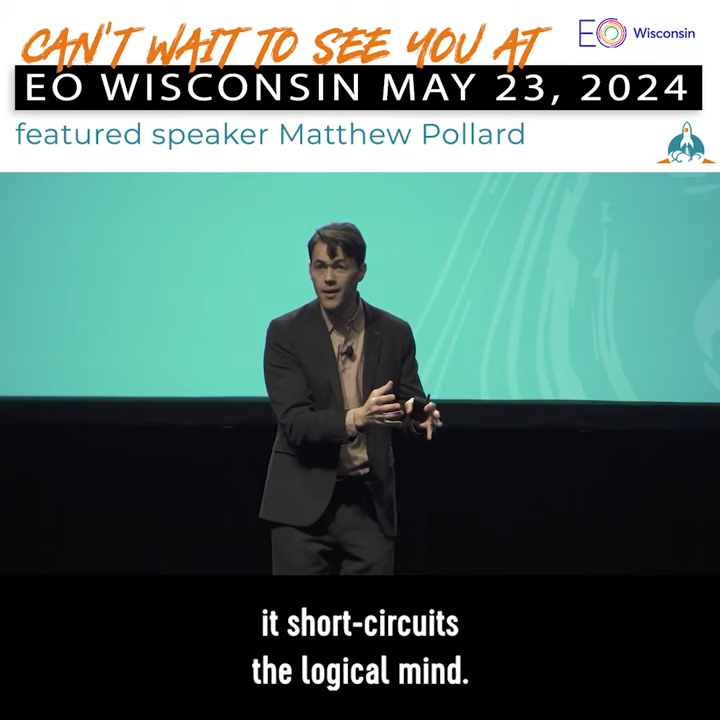 CAN'T WAIT TO SEE YOU AT
EO Wisconsin
EO WISCONSIN MAY 23, 2024
featured speaker Matthew Pollard
it short-circuits
the logical mind.